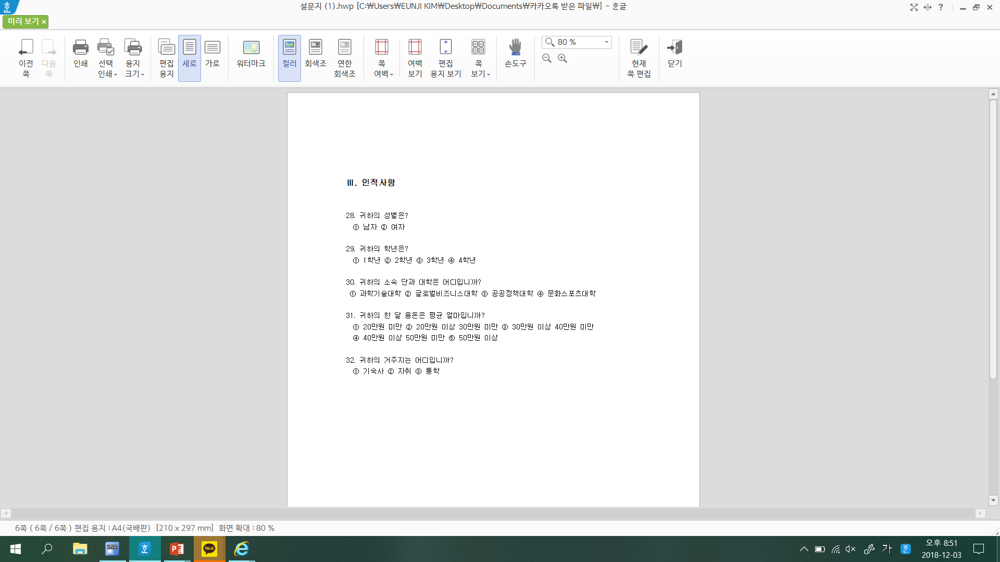 설문지 (1).hwp [C:\Users\EUNJI KIM\Desktop\Documents\카카오톡 받은 파일\] - 한글
미리 보기
이전 쪽
다음 쪽
인쇄
선택 인쇄
용지 크기
편집 용지
세로
가로
워터마크
컬러
회색조
연한 회색조
쪽 여백
여백 보기
편집 용지 보기
쪽 보기
손도구
80 %
현재 쪽 편집
닫기
III. 인적사항
28. 귀하의 성별은?
① 남자 ② 여자
29. 귀하의 학년은?
① 1학년 ② 2학년 ③ 3학년 ④ 4학년
30. 귀하의 소속 단과 대학은 어디입니까?
① 과학기술대학 ② 글로벌비즈니스대학 ③ 공공정책대학 ④ 문화스포츠대학
31. 귀하의 한 달 용돈은 평균 얼마입니까?
① 20만원 미만 ② 20만원 이상 30만원 미만 ③ 30만원 이상 40만원 미만
④ 40만원 이상 50만원 미만 ⑤ 50만원 이상
32. 귀하의 거주지는 어디입니까?
① 기숙사 ② 자취 ③ 통학
6쪽 ( 6쪽 / 6쪽 ) 편집 용지 : A4(국배판) [210 x 297 mm] 화면 확대 : 80 %
sas
TALK
가
오후 8:51
2018-12-03